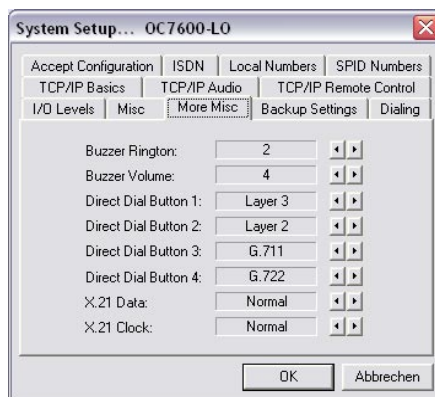 System Setup... OC7600-LO
Accept Configuration ISDN Local Numbers SPID Numbers
TCP/IP Basics TCP/IP Audio TCP/IP Remote Control
I/O Levels Misc More Misc Backup Settings Dialing
Buzzer Rington: 2
Buzzer Volume: 4
Direct Dial Button 1: Layer 3
Direct Dial Button 2: Layer 2
Direct Dial Button 3: G.711
Direct Dial Button 4: G.722
X.21 Data: Normal
X.21 Clock: Normal
OK Abbrechen